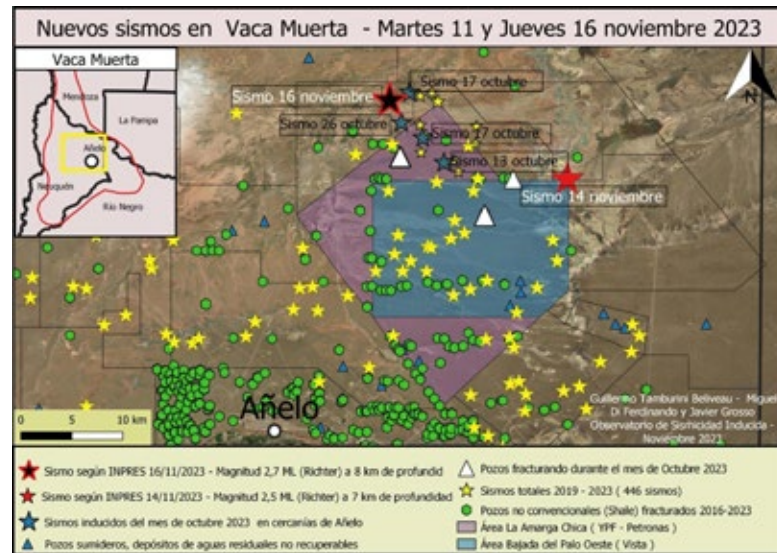 Nuevos sismos en Vaca Muerta - Martes 11 y Jueves 16 noviembre 2023
Vaca Muerta
Mendoza
La Pampa
Añelo
Neuquén
Río Negro
N
Sismo 17 octubre
Sismo 16 noviembre
Sismo 26 octubre
Sismo 17 octubre
Sismo 13 octubre
Sismo 14 noviembre
Añelo
0 5 10 km
Guillermo Tamburini Beliveau - Miguel
Di Ferdinando y Javier Grosso
Observatorio de Sismicidad Inducida -
Noviembre 2023
Sismo según INPRES 16/11/2023 - Magnitud 2,7 ML (Richter) a 8 km de profundid
Sismo según INPRES 14/11/2023 - Magnitud 2,5 ML (Richter) a 7 km de profundidad
Sismos inducidos del mes de octubre 2023 en cercanías de Añelo
Pozos sumideros, depósitos de aguas residuales no recuperables
Pozos fracturando durante el mes de Octubre 2023
Sismos totales 2019 - 2023 ( 446 sismos )
Pozos no convencionales (Shale) fracturados 2016-2023
Área La Amarga Chica ( YPF - Petronas )
Área Bajada del Palo Oeste ( Vista )